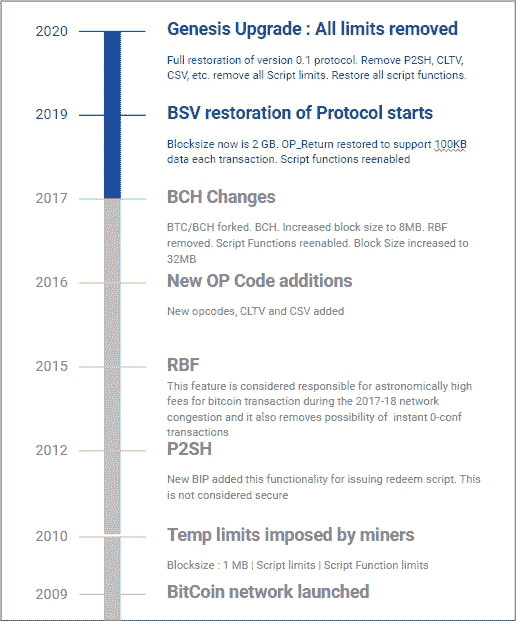 2020
Genesis Upgrade : All limits removed
Full restoration of version 0.1 protocol. Remove P2SH, CLTV,
CSV, etc. remove all Script limits. Restore all script functions.
2019
BSV restoration of Protocol starts
Blocksize now is 2 GB. OP_Return restored to support 100KB
data each transaction. Script functions reenabled
2017
BCH Changes
BTC/BCH forked. BCH. Increased block size to 8MB. RBF
removed. Script Functions reenabled. Block Size increased to
32MB
2016
New OP Code additions
New opcodes, CLTV and CSV added
2015
RBF
This feature is considered responsible for astronomically high
fees for bitcoin transaction during the 2017-18 network
congestion and it also removes possibility of instant 0-conf
transactions
2012
P2SH
New BIP added this functionality for issuing redeem script. This
is not considered secure
2010
Temp limits imposed by miners
Blocksize : 1 MB | Script limits | Script Function limits
2009
BitCoin network launched